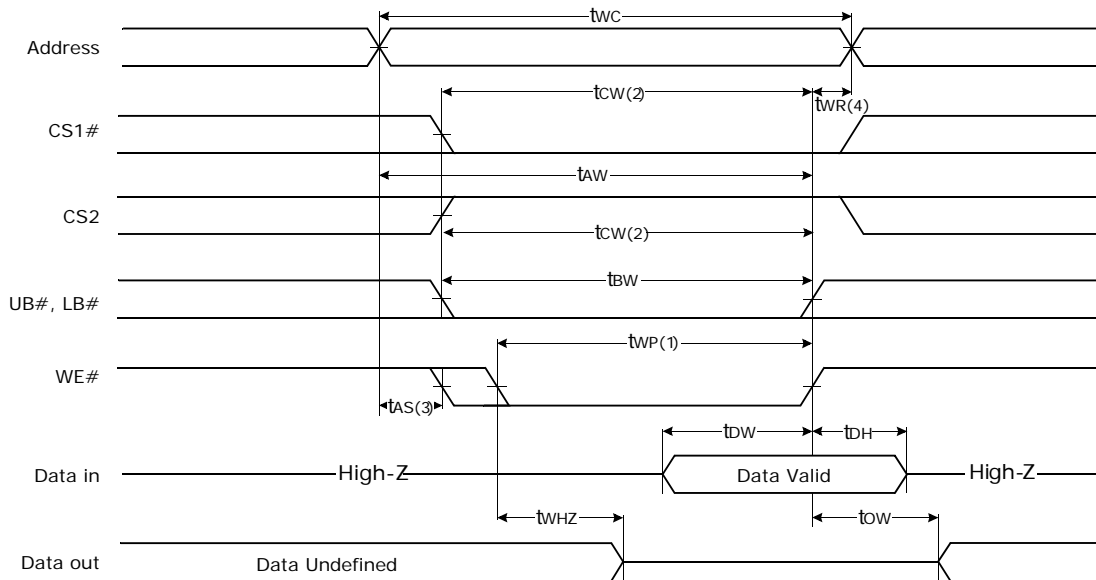 tWC
Address
tCW(2)
tWR(4)
CS1#
tAW
CS2
tCW(2)
tBW
UB#, LB#
tWP(1)
WE#
tAS(3)
tDW
tDH
Data in
High-Z
Data Valid
High-Z
tWHZ
tOW
Data out
Data Undefined